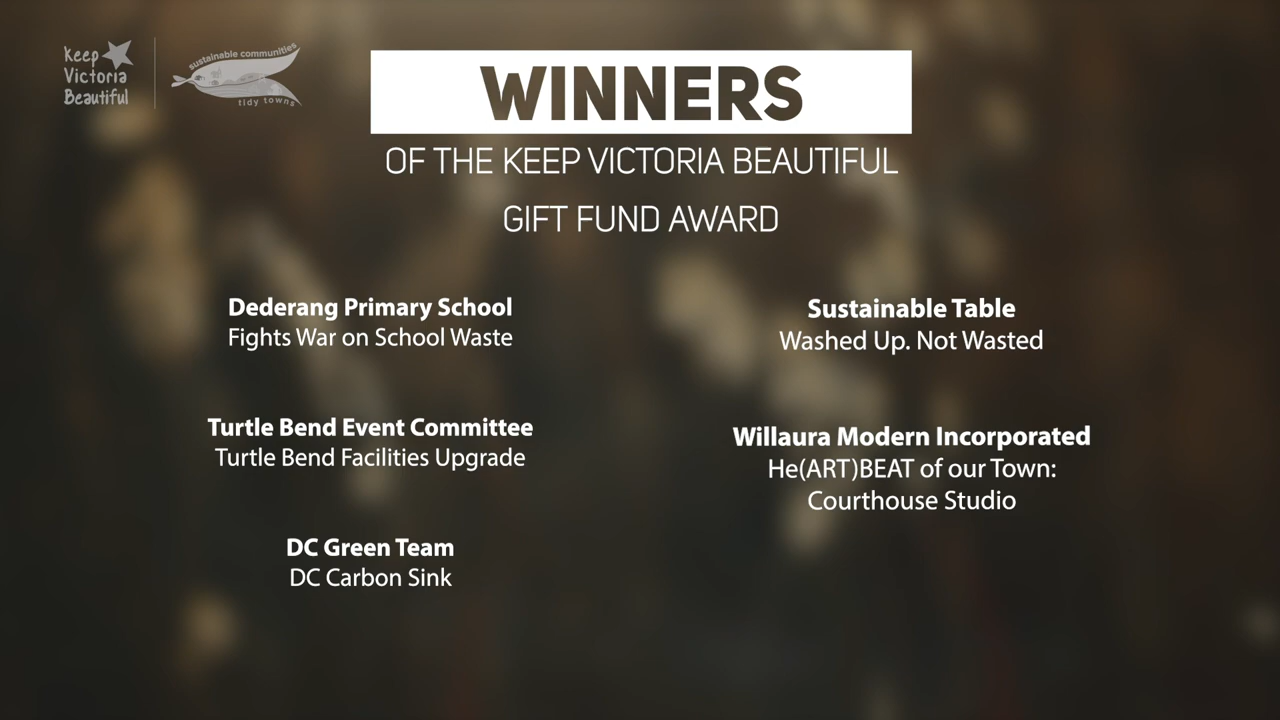 Keep
Victoria
Beautiful
sustainable communities
tidy towns
WINNERS
OF THE KEEP VICTORIA BEAUTIFUL
GIFT FUND AWARD
Dederang Primary School
Fights War on School Waste
Turtle Bend Event Committee
Turtle Bend Facilities Upgrade
DC Green Team
DC Carbon Sink
Sustainable Table
Washed Up. Not Wasted
Willaura Modern Incorporated
He(ART)BEAT of our Town:
Courthouse Studio